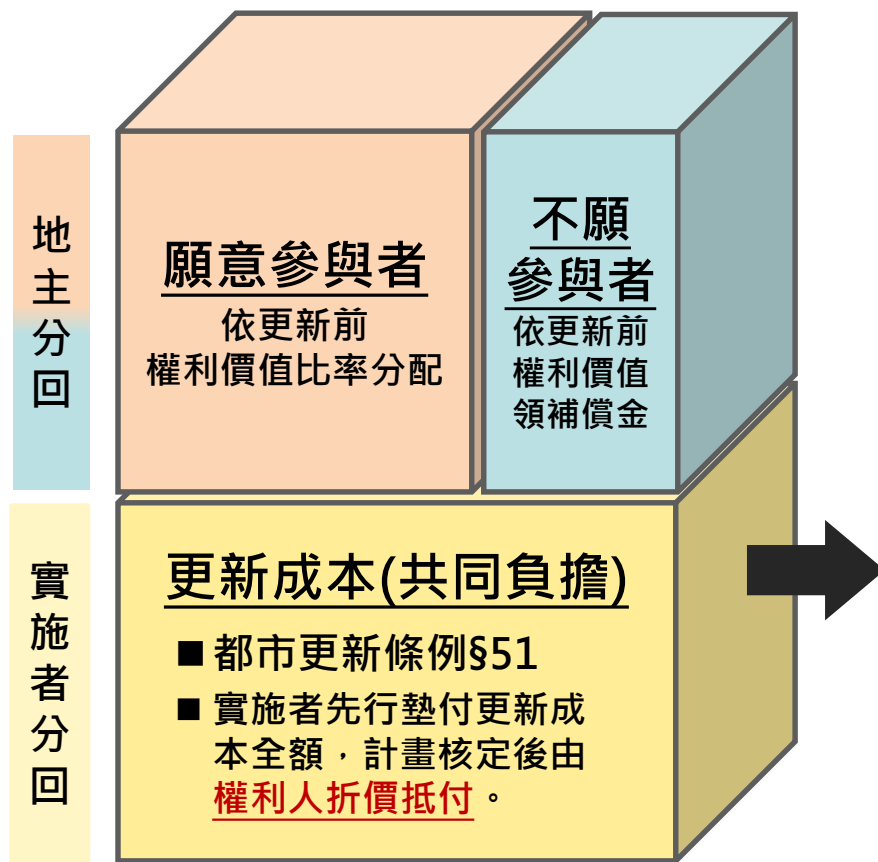 地主分回
願意參與者
依更新前
權利價值比率分配
不願
參與者
依更新前
權利價值
領補償金
實施者分回
更新成本(共同負擔)
■ 都市更新條例§51
■ 實施者先行墊付更新成
本全額，計畫核定後由
權利人折價抵付。